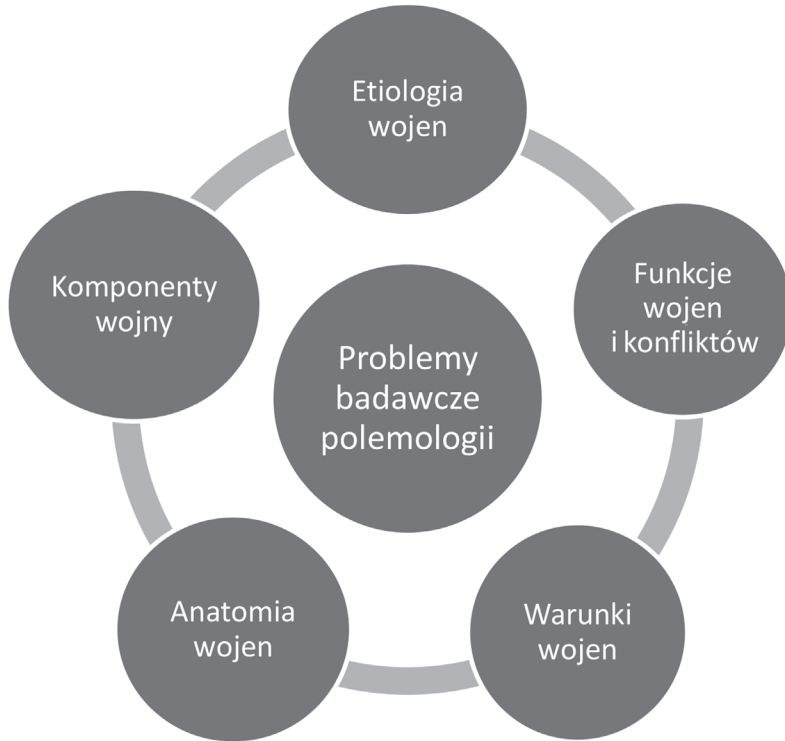 Etiologia
wojen
Funkcje
wojen
i konfliktów
Warunki
wojen
Anatomia
wojen
Komponenty
wojny
Problemy
badawcze
polemologii